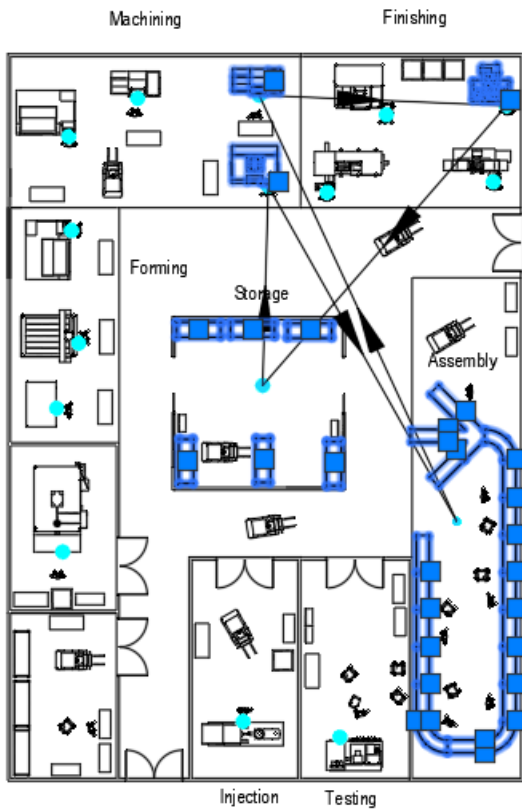 Machining
Finishing
Forming
Storage
Assembly
Injection
Testing